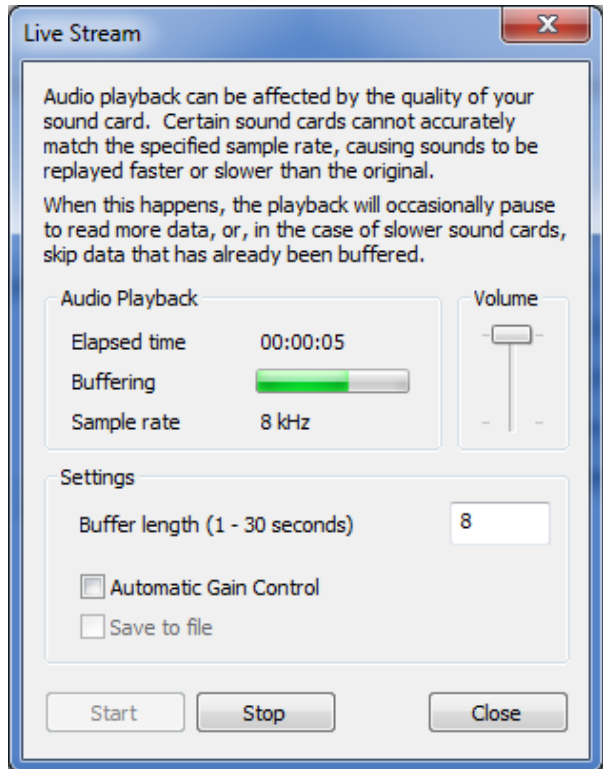 Live Stream
Audio playback can be affected by the quality of your
sound card.  Certain sound cards cannot accurately
match the specified sample rate, causing sounds to be
replayed faster or slower than the original.
When this happens, the playback will occasionally pause
to read more data, or, in the case of slower sound cards,
skip data that has already been buffered.
Audio Playback
Volume
Elapsed time 00:00:05
Buffering
Sample rate 8 kHz
Settings
Buffer length (1 - 30 seconds) 8
Automatic Gain Control
Save to file
Start Stop Close